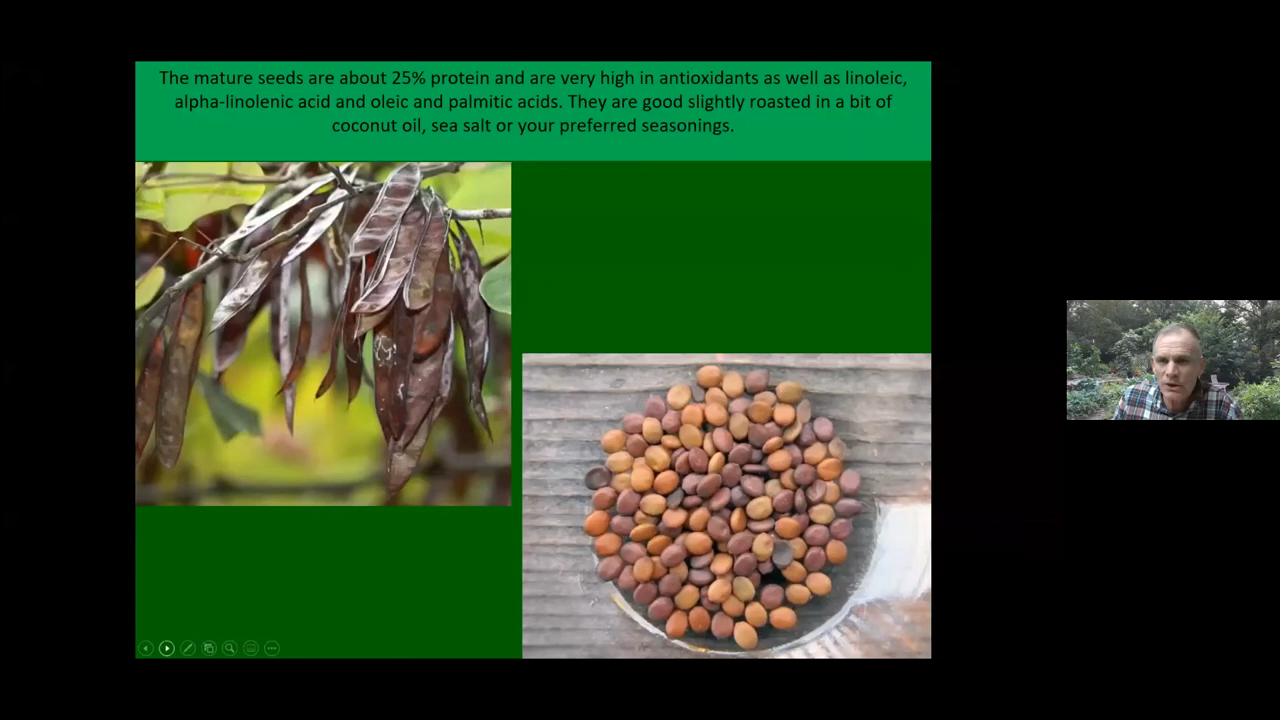 The mature seeds are about 25% protein and are very high in antioxidants as well as linoleic,
alpha-linolenic acid and oleic and palmitic acids. They are good slightly roasted in a bit of
coconut oil, sea salt or your preferred seasonings.